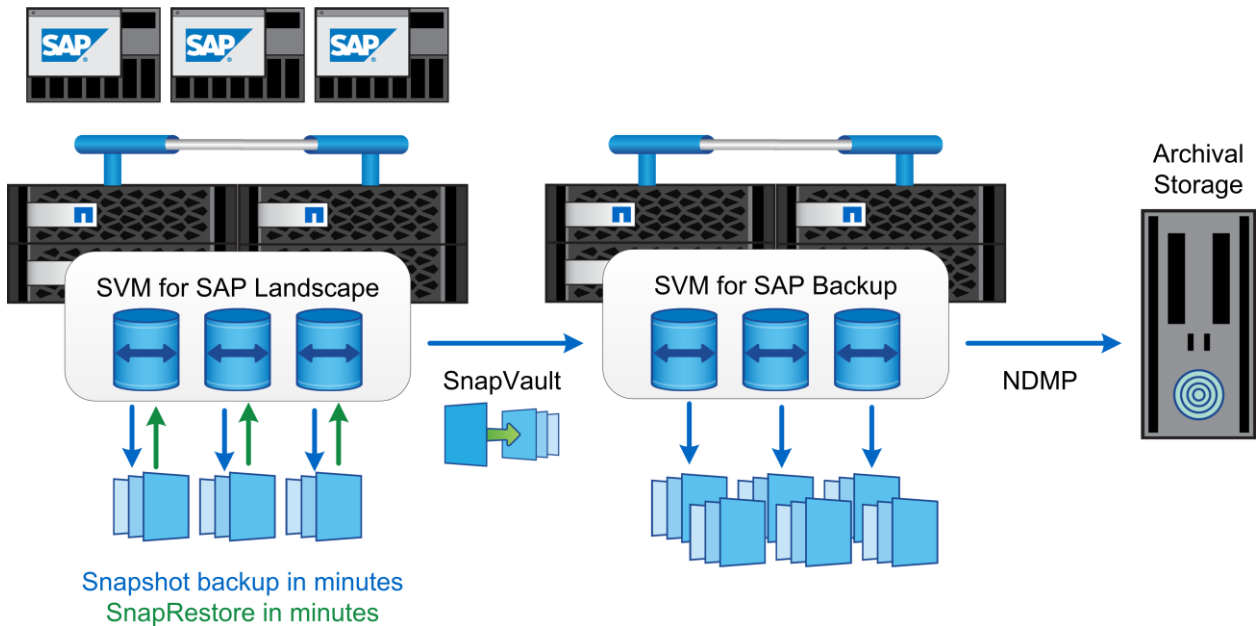 SAP
SAP
SAP
Archival
Storage
SVM for SAP Landscape
SVM for SAP Backup
SnapVault
NDMP
Snapshot backup in minutes
SnapRestore in minutes